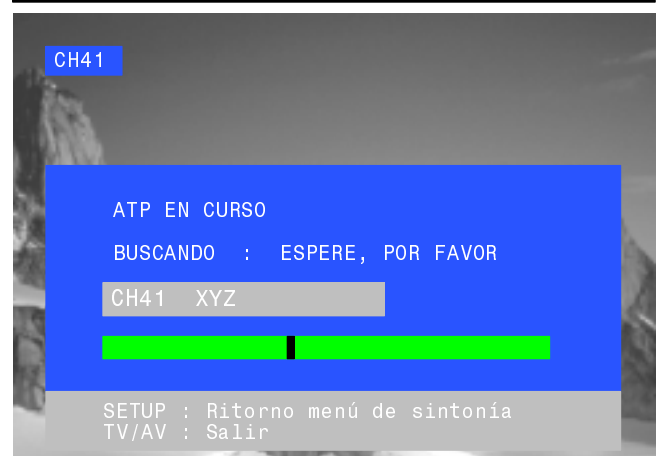 CH41
ATP EN CURSO
BUSCANDO : ESPERE, POR FAVOR
CH41 XYZ
SETUP : Ritorno menú de sintonía
TV/AV : Salir